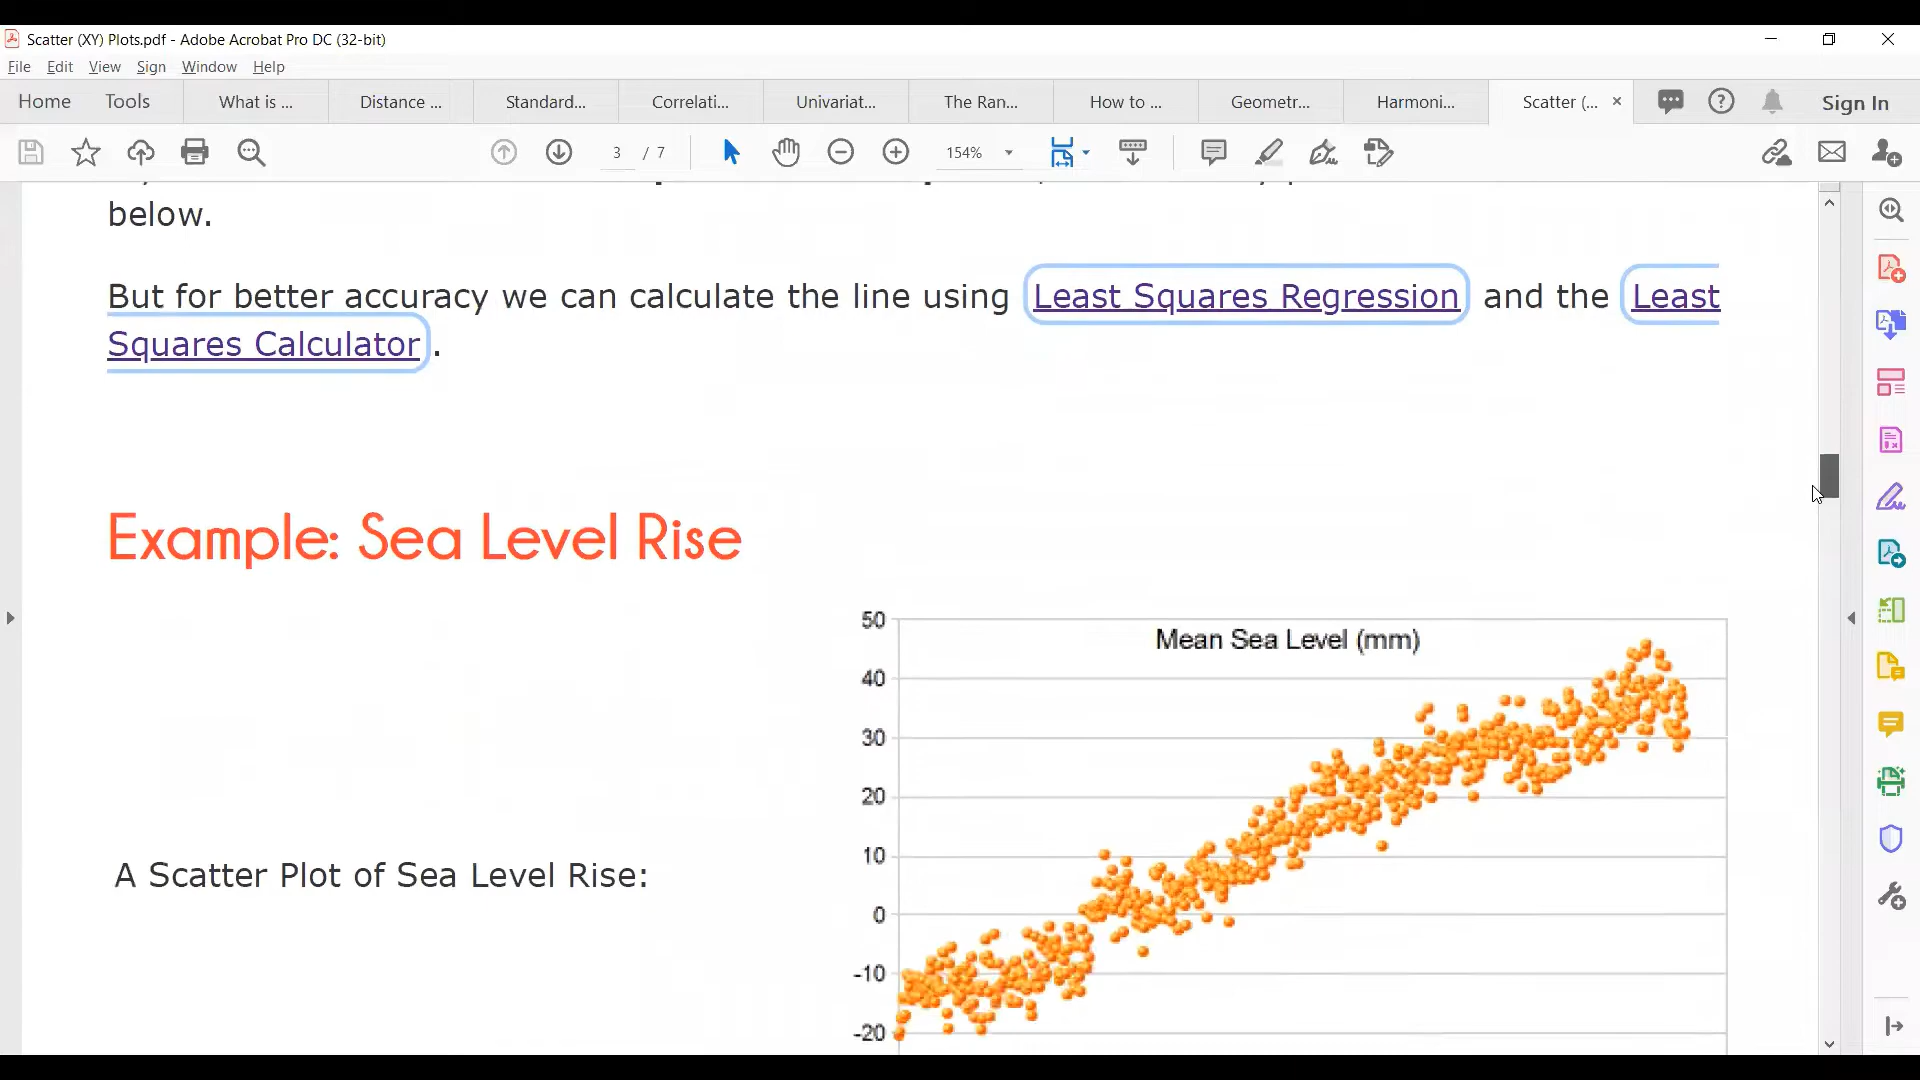 Scatter (XY) Plots.pdf - Adobe Acrobat Pro DC (32-bit)
File Edit View Sign Window Help
Home Tools What is ... Distance ... Standard... Correlati... Univariat... The Ran... How to ... Geometr... Harmoni... Scatter (... × Sign In
3 / 7 154%
below.
But for better accuracy we can calculate the line using Least Squares Regression and the Least
Squares Calculator .
Example: Sea Level Rise
50
Mean Sea Level (mm)
40
30
20
10
A Scatter Plot of Sea Level Rise:
0
-10
-20